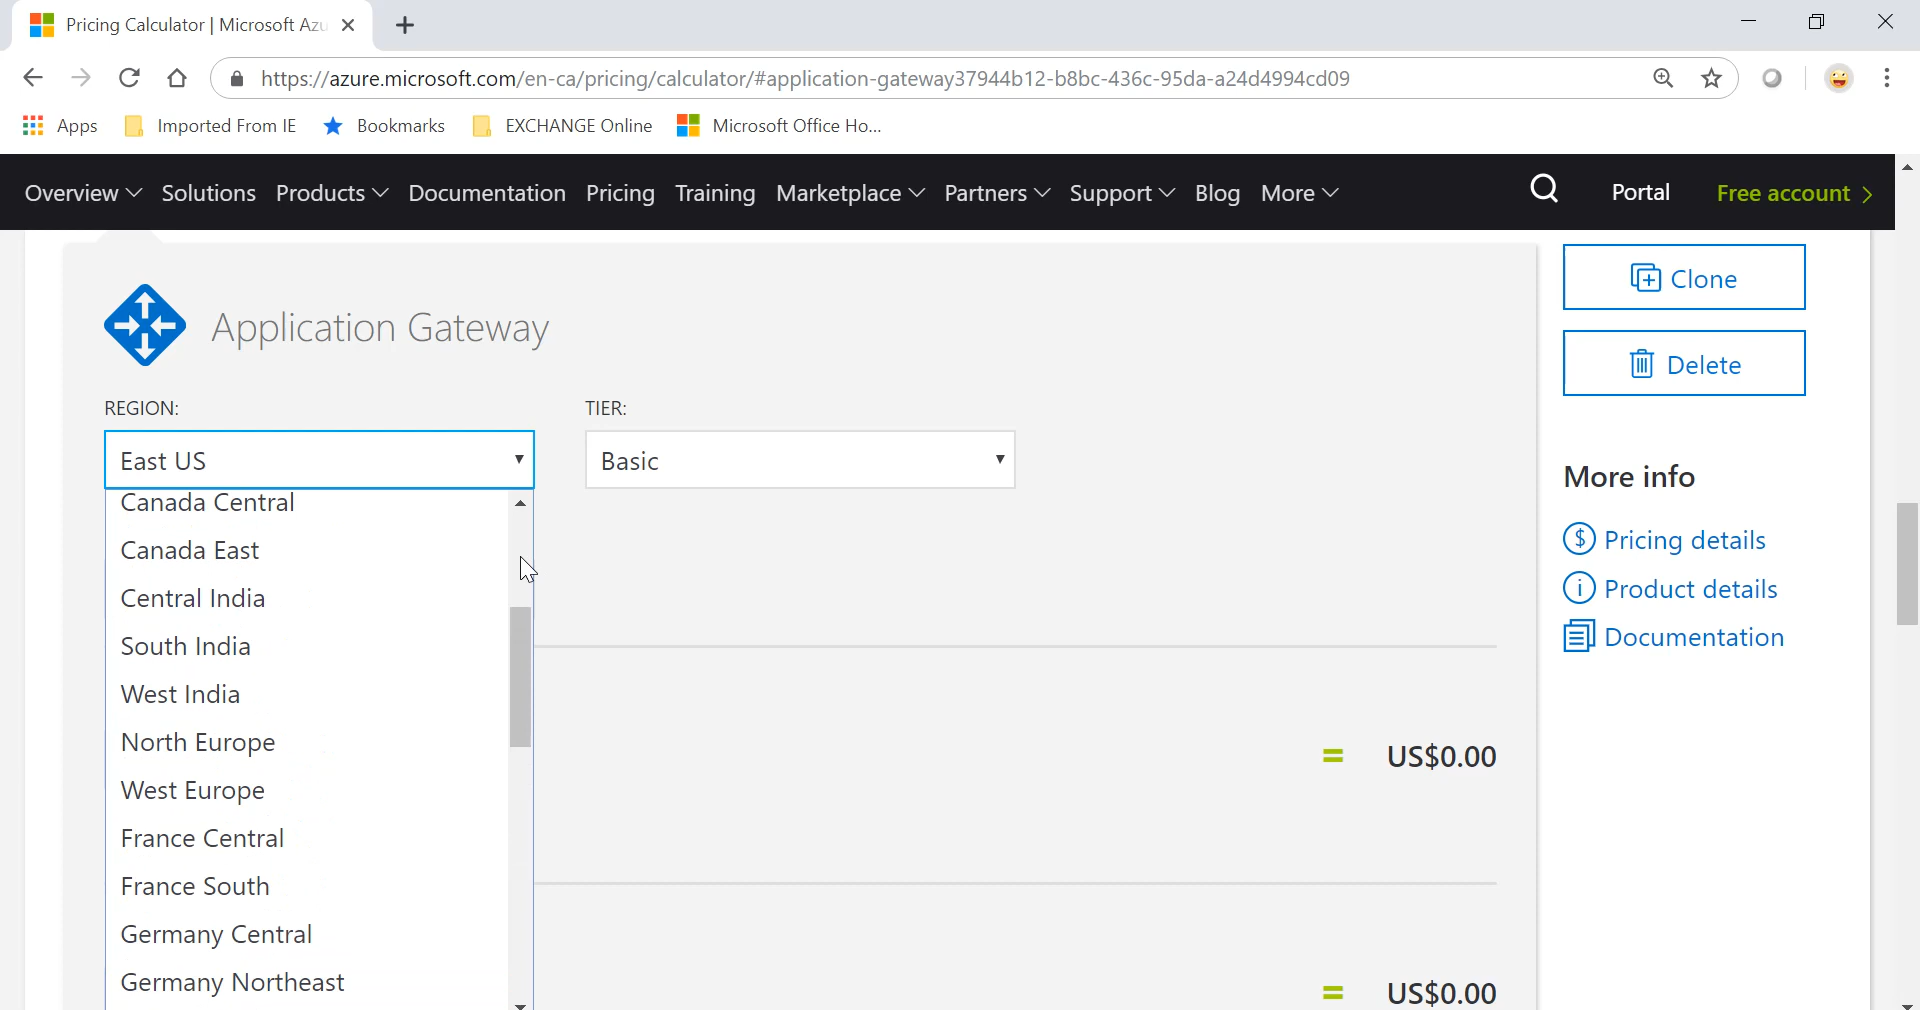 Pricing Calculator | Microsoft Azu
https://azure.microsoft.com/en-ca/pricing/calculator/#application-gateway37944b12-b8bc-436c-95da-a24d4994cd09
Apps Imported From IE Bookmarks EXCHANGE Online Microsoft Office Ho...
Overview Solutions Products Documentation Pricing Training Marketplace Partners Support Blog More Portal Free account
Application Gateway
REGION:
East US
Canada Central
Canada East
Central India
South India
West India
North Europe
West Europe
France Central
France South
Germany Central
Germany Northeast
TIER:
Basic
= US$0.00
= US$0.00
Clone
Delete
More info
Pricing details
Product details
Documentation